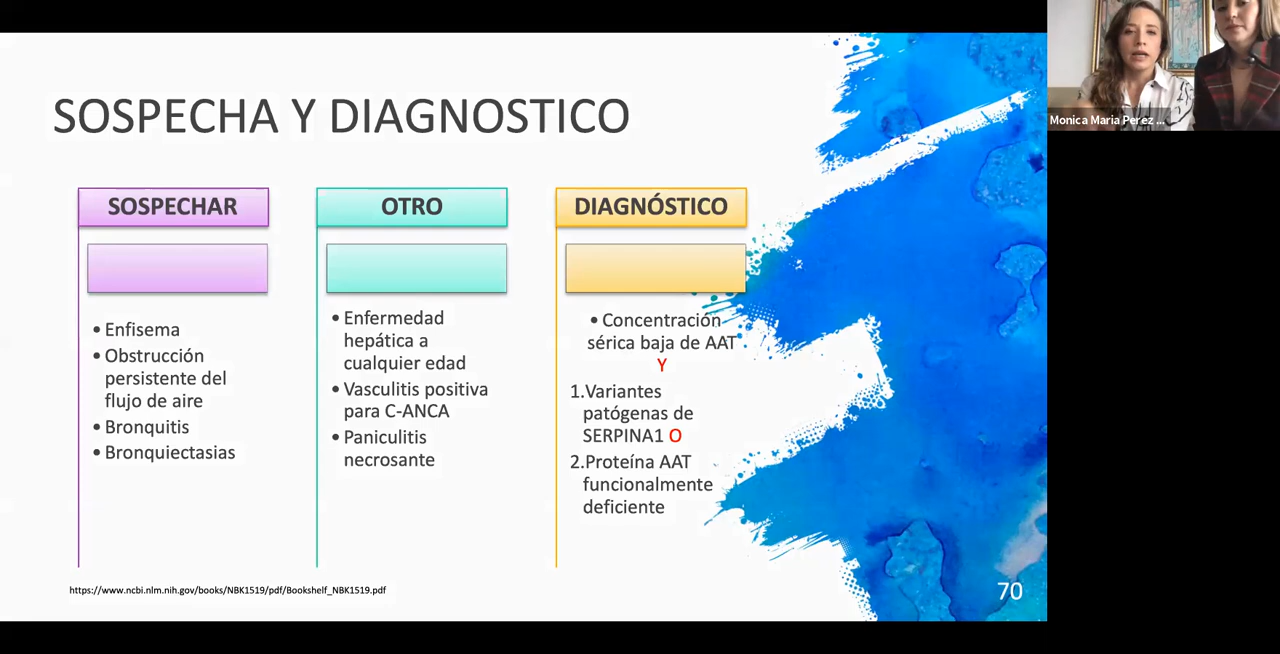 SOSPECHA Y DIAGNOSTICO
SOSPECHAR
• Enfisema
• Obstrucción
persistente del
flujo de aire
• Bronquitis
• Bronquiectasias
OTRO
• Enfermedad
hepática a
cualquier edad
• Vasculitis positiva
para C-ANCA
• Paniculitis
necrosante
DIAGNÓSTICO
• Concentración
sérica baja de AAT
Y
1.Variantes
patógenas de
SERPINA1 O
2.Proteína AAT
funcionalmente
deficiente
https://www.ncbi.nlm.nih.gov/books/NBK1519/pdf/Bookshelf_NBK1519.pdf
70
Monica Maria Perez ...